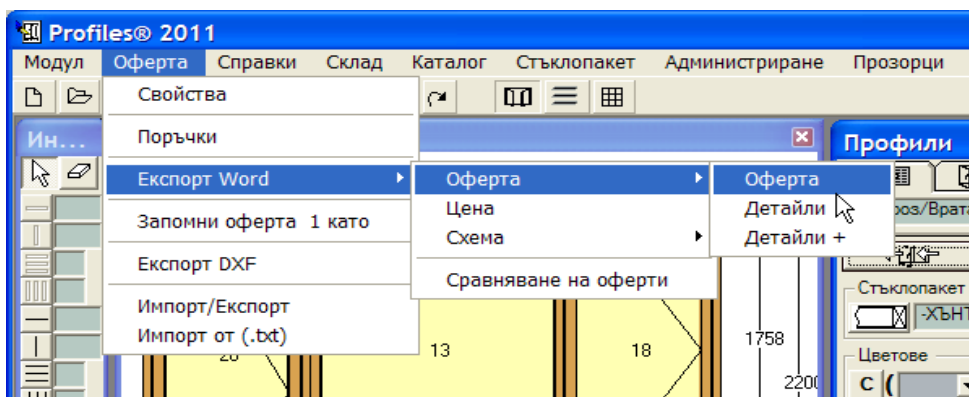 Profiles® 2011
Модул Оферта Справки Склад Каталог Стъклопакет Администриране Прозорци
Свойства
Ин...
Поръчки
Профили
Експорт Word
Оферта
Оферта
Цена
Детайли
Запомни оферта 1 като
Схема
Детайли +
Експорт DXF
Сравняване на оферти
Стъклопакет
Импорт/Експорт
Импорт от (.txt)
13
18
1758
Цветове
2200
C (